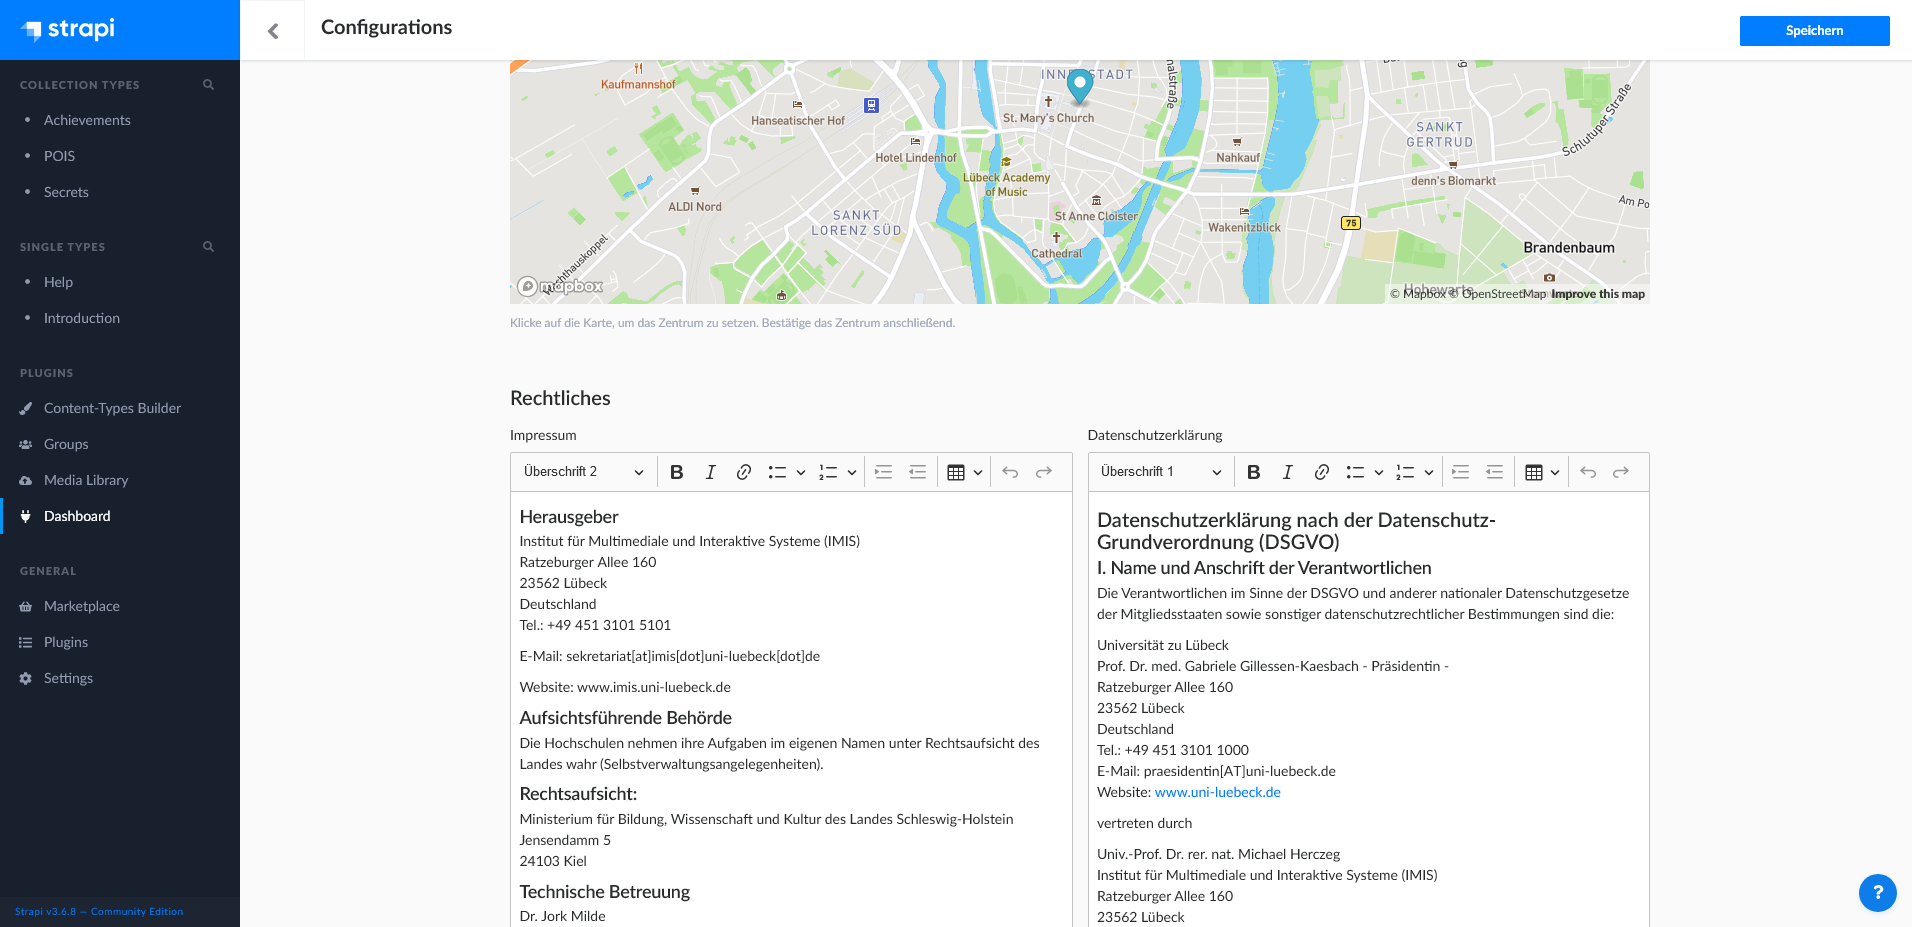 strapi
Configurations
Speichern
COLLECTION TYPES
Achievements
POIS
Secrets
SINGLE TYPES
Help
Introduction
PLUGINS
Content-Types Builder
Groups
Media Library
Dashboard
GENERAL
Marketplace
Plugins
Settings
Strapi v3.6.8 — Community Edition
INNENSTADT
Kaufmannshof
Hanseatischer Hof
St. Mary's Church
SANKT
GERTRUD
Schlutuper Straße
Hotel Lindenhof
Nahkauf
Lübeck Academy
of Music
denn's Biomarkt
ALDI Nord
Am Po
SANKT
LORENZ SÜD
St Anne Cloister
Wakenitzblick
75
Cathedral
Brandenbaum
mapbox
Hohewarte
© Mapbox © OpenStreetMap Improve this map
Klicke auf die Karte, um das Zentrum zu setzen. Bestätige das Zentrum anschließend.
Rechtliches
Impressum
Überschrift 2
Herausgeber
Institut für Multimediale und Interaktive Systeme (IMIS)
Ratzeburger Allee 160
23562 Lübeck
Deutschland
Tel.: +49 451 3101 5101
E-Mail: sekretariat[at]imis[dot]uni-luebeck[dot]de
Website: www.imis.uni-luebeck.de
Aufsichtsführende Behörde
Die Hochschulen nehmen ihre Aufgaben im eigenen Namen unter Rechtsaufsicht des
Landes wahr (Selbstverwaltungsangelegenheiten).
Rechtsaufsicht:
Ministerium für Bildung, Wissenschaft und Kultur des Landes Schleswig-Holstein
Jensendamm 5
24103 Kiel
Technische Betreuung
Dr. Jork Milde
Datenschutzerklärung
Überschrift 1
Datenschutzerklärung nach der Datenschutz-
Grundverordnung (DSGVO)
I. Name und Anschrift der Verantwortlichen
Die Verantwortlichen im Sinne der DSGVO und anderer nationaler Datenschutzgesetze
der Mitgliedsstaaten sowie sonstiger datenschutzrechtlicher Bestimmungen sind die:
Universität zu Lübeck
Prof. Dr. med. Gabriele Gillessen-Kaesbach - Präsidentin -
Ratzeburger Allee 160
23562 Lübeck
Deutschland
Tel.: +49 451 3101 1000
E-Mail: praesidentin[AT]uni-luebeck.de
Website: www.uni-luebeck.de
vertreten durch
Univ.-Prof. Dr. rer. nat. Michael Herczeg
Institut für Multimediale und Interaktive Systeme (IMIS)
Ratzeburger Allee 160
23562 Lübeck
?